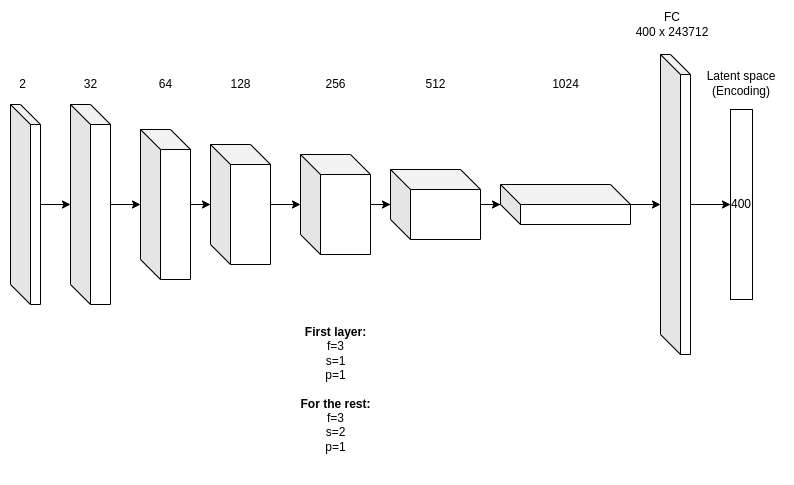 FC
400 x 243712
2
32
64
128
256
512
1024
Latent space
(Encoding)
400
First layer:
f=3
s=1
p=1
For the rest:
f=3
s=2
p=1